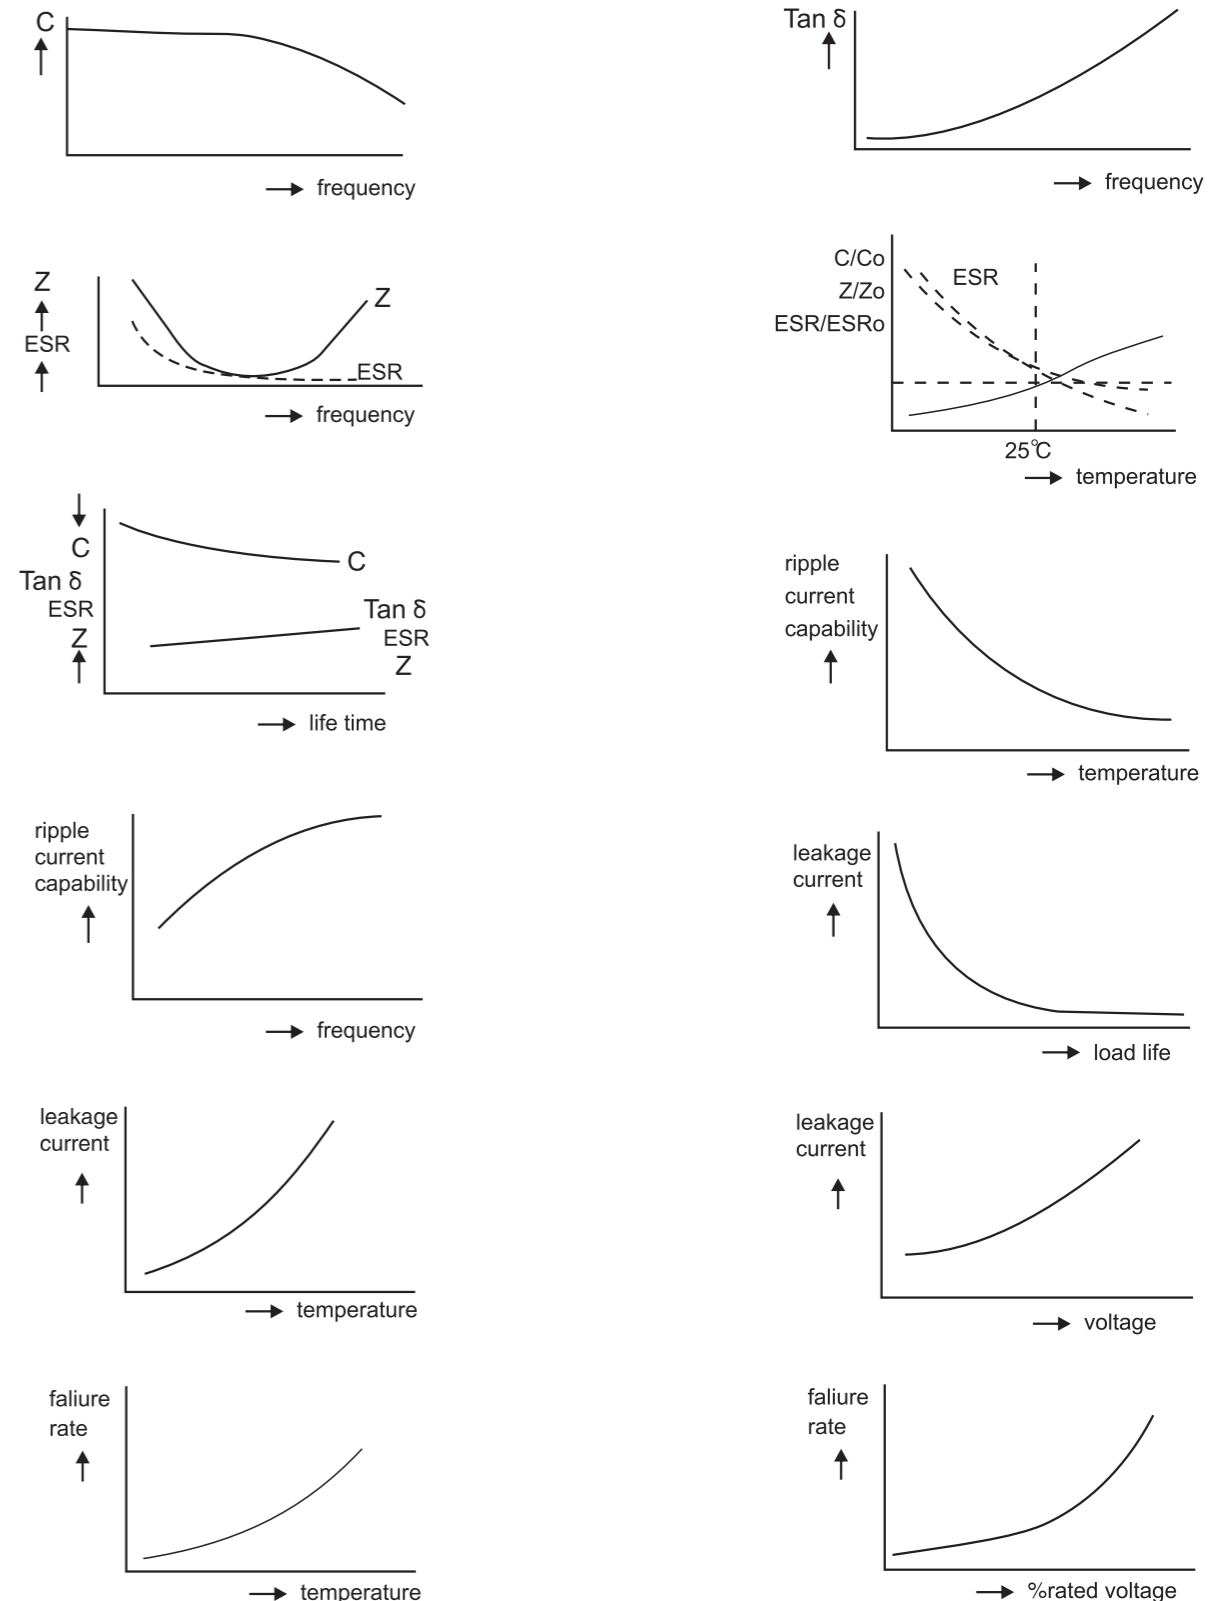 C
frequency
Tan δ
frequency
Z
ESR
Z
ESR
frequency
C/Co
Z/Zo
ESR/ESRo
ESR
25°C
temperature
C
Tan δ
ESR
Z
C
Tan δ
ESR
Z
life time
ripple
current
capability
temperature
ripple
current
capability
frequency
leakage
current
load life
leakage
current
temperature
leakage
current
voltage
faliure
rate
temperature
faliure
rate
%rated voltage